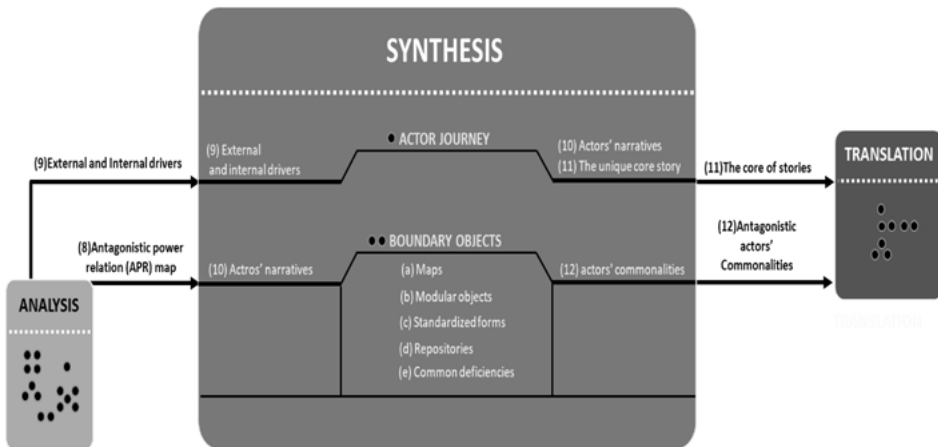 SYNTHESIS
● ACTOR JOURNEY
(9)External and Internal drivers
(9) External
and internal drivers
(10) Actors' narratives
(11) The unique core story
(11)The core of stories
TRANSLATION
(8)Antagonistic power
relation (APR) map
(10) Actros' narratives
●● BOUNDARY OBJECTS
(a) Maps
(b) Modular objects
(c) Standardized forms
(d) Repositories
(e) Common deficiencies
(12) actors' commonalities
(12)Antagonistic
actors'
Commonalities
ANALYSIS
TRANSLATION